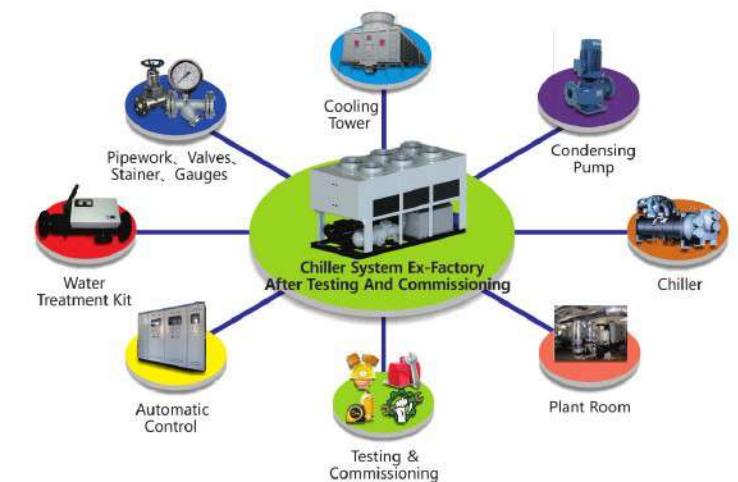 Cooling
Tower
Pipework、Valves、
Stainer、Gauges
Condensing
Pump
Chiller System Ex-Factory
After Testing And Commissioning
Water
Treatment Kit
Chiller
Automatic
Control
Plant Room
Testing &
Commissioning